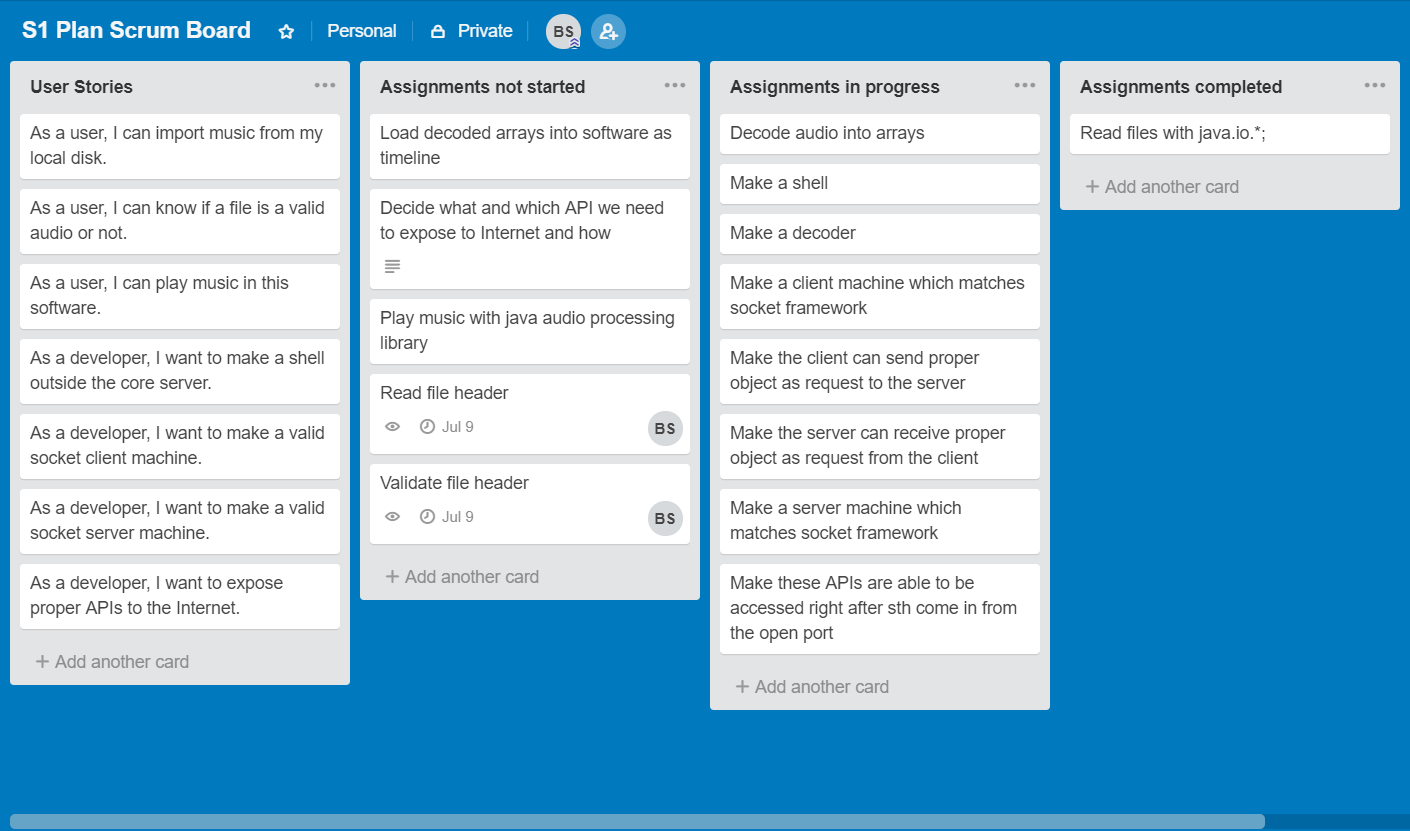 S1 Plan Scrum Board
Personal
Private
BS
User Stories
As a user, I can import music from my
local disk.
As a user, I can know if a file is a valid
audio or not.
As a user, I can play music in this
software.
As a developer, I want to make a shell
outside the core server.
As a developer, I want to make a valid
socket client machine.
As a developer, I want to make a valid
socket server machine.
As a developer, I want to expose
proper APIs to the Internet.
+ Add another card
Assignments not started
Load decoded arrays into software as
timeline
Decide what and which API we need
to expose to Internet and how
Play music with java audio processing
library
Read file header
Jul 9
BS
Validate file header
Jul 9
BS
+ Add another card
Assignments in progress
Decode audio into arrays
Make a shell
Make a decoder
Make a client machine which matches
socket framework
Make the client can send proper
object as request to the server
Make the server can receive proper
object as request from the client
Make a server machine which
matches socket framework
Make these APIs are able to be
accessed right after sth come in from
the open port
+ Add another card
Assignments completed
Read files with java.io.*;
+ Add another card